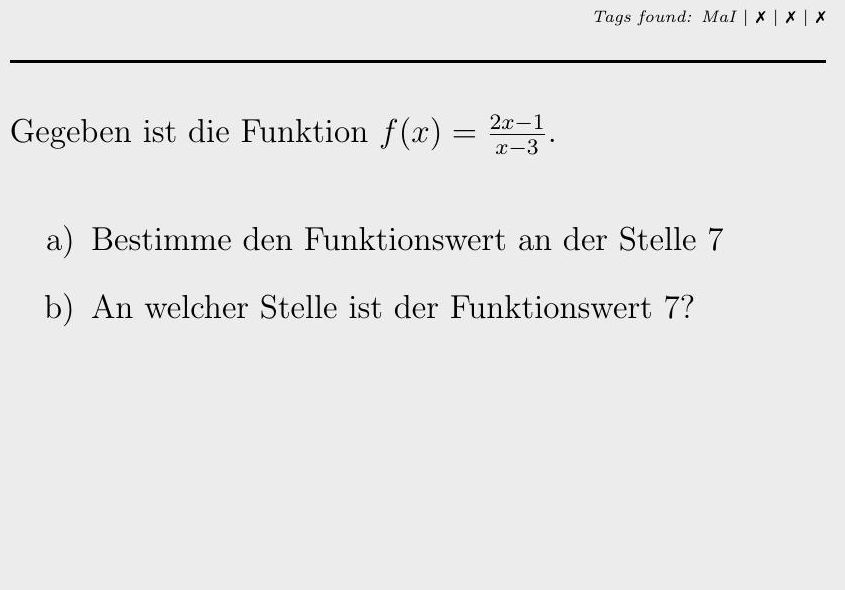 Tags found: MaI | ✗ | ✗ | ✗
Gegeben ist die Funktion f(x) = \frac{2x-1}{x-3}.
a) Bestimme den Funktionswert an der Stelle 7
b) An welcher Stelle ist der Funktionswert 7?